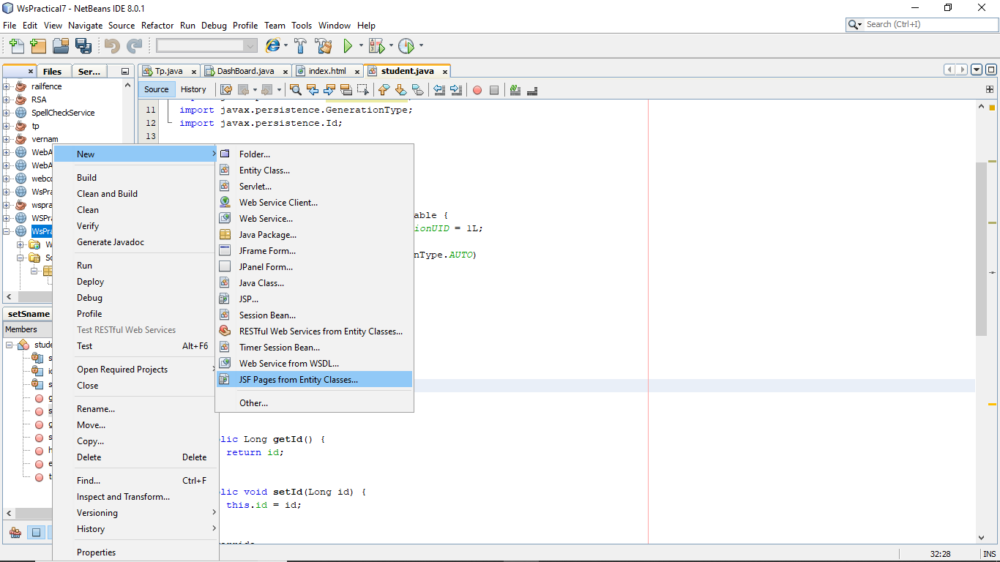 WsPractical7 - NetBeans IDE 8.0.1
File Edit View Navigate Source Refactor Run Debug Profile Team Tools Window Help
Search (Ctrl+I)
Files Ser...
Tp.java DashBoard.java index.html student.java
Source History
railfence
RSA
SpellCheckService
tp
vernam
WebA
WebA
webco
WsPra
wspra
WSPra
WsPra
W
So
11 import javax.persistence.GenerationType;
12 import javax.persistence.Id;
13
New
Build
Clean and Build
Clean
Verify
Generate Javadoc
Run
Deploy
Debug
Profile
Test RESTful Web Services
Test Alt+F6
Open Required Projects
Close
Rename...
Move...
Copy...
Delete Delete
Find... Ctrl+F
Inspect and Transform...
Versioning
History
Properties
Folder...
Entity Class...
Servlet...
Web Service Client...
Web Service...
Java Package...
JFrame Form...
JPanel Form...
Java Class...
JSP...
Session Bean...
RESTful Web Services from Entity Classes...
Timer Session Bean...
Web Service from WSDL...
JSF Pages from Entity Classes...
Other...
able {
ionUID = 1L;
nType.AUTO)
lic Long getId() {
return id;
lic void setId(Long id) {
this.id = id;
setSname
Members
stude
s
id
s
g
s
g
s
h
e
t
32:28 INS